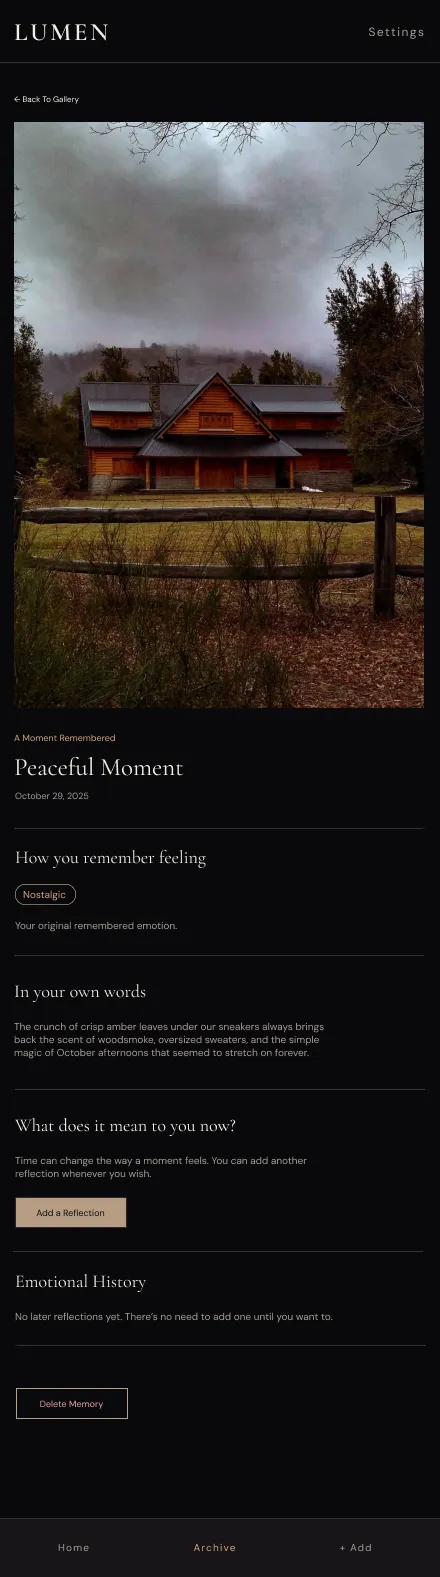 LUMEN
Settings
← Back To Gallery
A Moment Remembered
Peaceful Moment
October 29, 2025
How you remember feeling
Nostalgic
Your original remembered emotion.
In your own words
The crunch of crisp amber leaves under our sneakers always brings
back the scent of woodsmoke, oversized sweaters, and the simple
magic of October afternoons that seemed to stretch on forever.
What does it mean to you now?
Time can change the way a moment feels. You can add another
reflection whenever you wish.
Add a Reflection
Emotional History
No later reflections yet. There's no need to add one until you want to.
Delete Memory
Home
Archive
+ Add